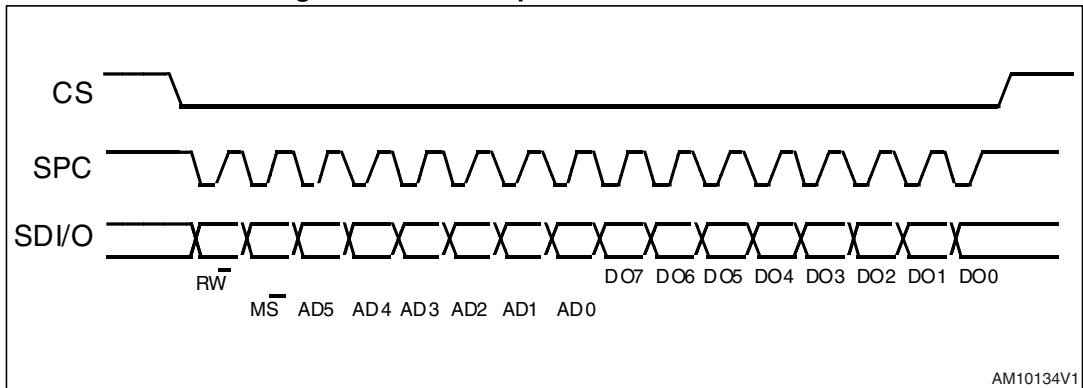 CS
SPC
SDI/O
RW̅ DO7 DO6 DO5 DO4 DO3 DO2 DO1 DO0
MS̅ AD5 AD4 AD3 AD2 AD1 AD0
AM10134V1